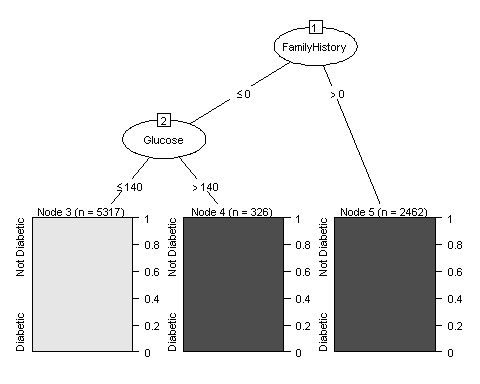 1
FamilyHistory
≤ 0
> 0
2
Glucose
≤ 140
> 140
Node 3 (n = 5317)
Not Diabetic
Diabetic
1
0.8
0.6
0.4
0.2
0
Node 4 (n = 326)
Not Diabetic
Diabetic
1
0.8
0.6
0.4
0.2
0
Node 5 (n = 2462)
Not Diabetic
Diabetic
1
0.8
0.6
0.4
0.2
0